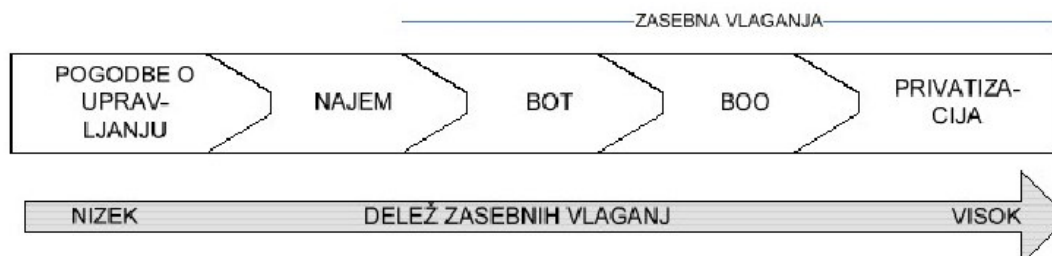 ZASEBNA VLAGANJA
POGODBE O
UPRAV-
LJANJU
NAJEM
BOT
BOO
PRIVATIZA-
CIJA
NIZEK DELEŽ ZASEBNIH VLAGANJ VISOK